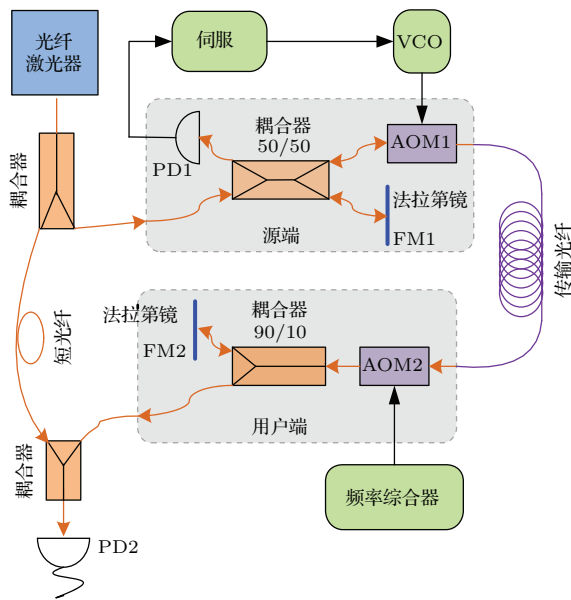 光纤
激光器
伺服
VCO
耦合器
耦合器
50/50
AOM1
PD1
法拉第镜
FM1
源端
传输光纤
短光纤
法拉第镜
FM2
耦合器
90/10
AOM2
用户端
耦合器
频率综合器
PD2